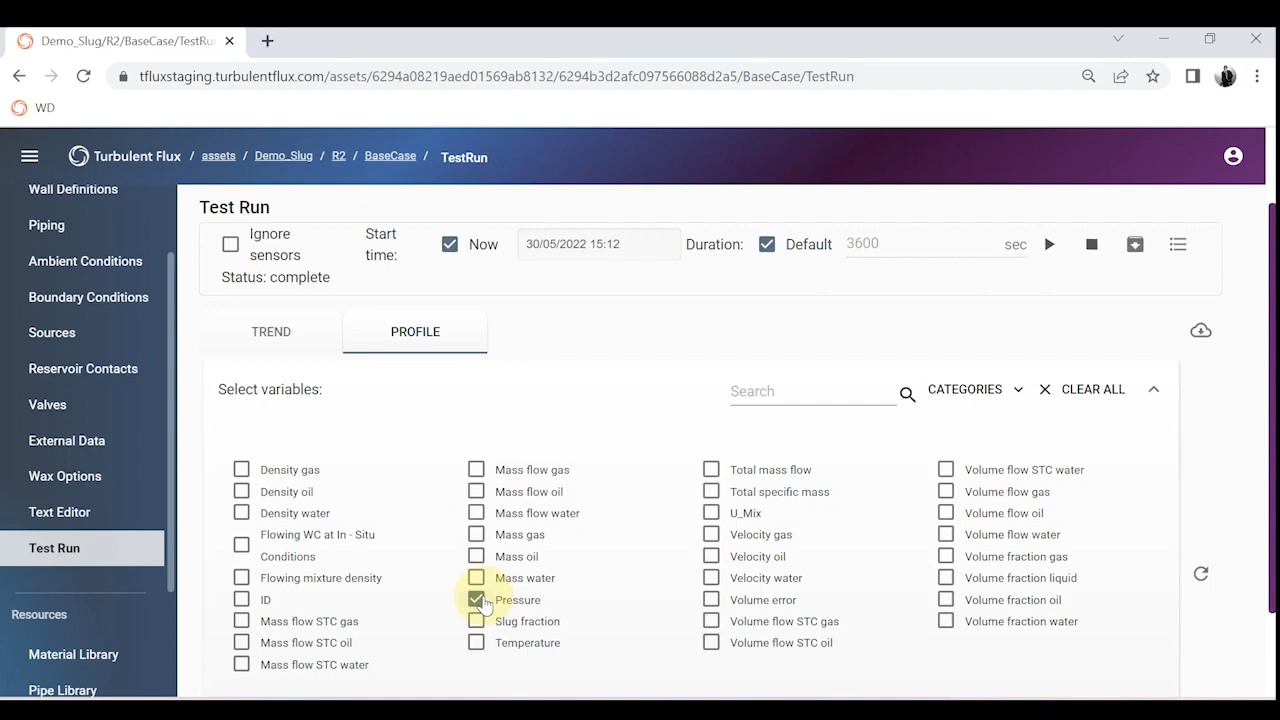 Demo_Slug/R2/BaseCase/TestRu
tfluxstaging.turbulentflux.com/assets/6294a08219aed01569ab8132/6294b3d2afc097566088d2a5/BaseCase/TestRun
WD
Turbulent Flux / assets / Demo_Slug / R2 / BaseCase / TestRun
Wall Definitions
Piping
Ambient Conditions
Boundary Conditions
Sources
Reservoir Contacts
Valves
External Data
Wax Options
Text Editor
Test Run
Resources
Material Library
Pipe Library
Test Run
Ignore
sensors
Start
time:
Now
30/05/2022 15:12
Duration:
Default
3600
sec
Status: complete
TREND
PROFILE
Select variables:
Search
CATEGORIES
CLEAR ALL
Density gas
Density oil
Density water
Flowing WC at In - Situ
Conditions
Flowing mixture density
ID
Mass flow STC gas
Mass flow STC oil
Mass flow STC water
Mass flow gas
Mass flow oil
Mass flow water
Mass gas
Mass oil
Mass water
Pressure
Slug fraction
Temperature
Total mass flow
Total specific mass
U_Mix
Velocity gas
Velocity oil
Velocity water
Volume error
Volume flow STC gas
Volume flow STC oil
Volume flow STC water
Volume flow gas
Volume flow oil
Volume flow water
Volume fraction gas
Volume fraction liquid
Volume fraction oil
Volume fraction water